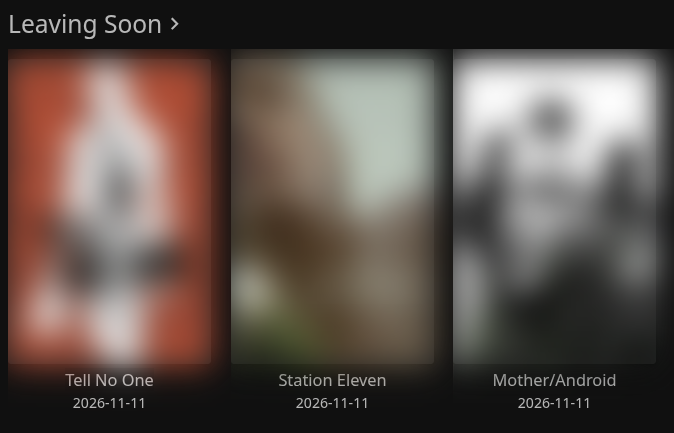 Leaving Soon
Tell No One
2026-11-11
Station Eleven
2026-11-11
Mother/Android
2026-11-11